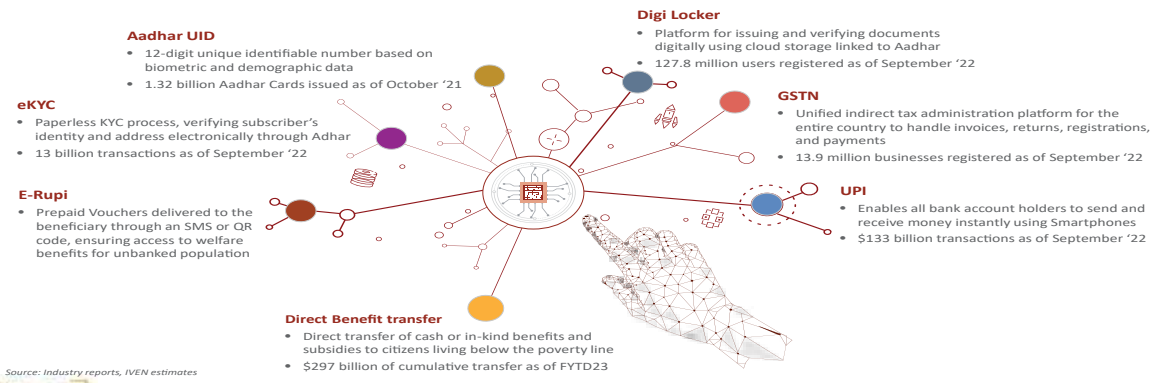 Digi Locker
• Platform for issuing and verifying documents
digitally using cloud storage linked to Aadhar
• 127.8 million users registered as of September ‘22
Aadhar UID
• 12-digit unique identifiable number based on
biometric and demographic data
• 1.32 billion Aadhar Cards issued as of October ‘21
eKYC
• Paperless KYC process, verifying subscriber’s
identity and address electronically through Adhar
• 13 billion transactions as of September ‘22
GSTN
• Unified indirect tax administration platform for the
entire country to handle invoices, returns, registrations,
and payments
• 13.9 million businesses registered as of September ‘22
E-Rupi
• Prepaid Vouchers delivered to the
beneficiary through an SMS or QR
code, ensuring access to welfare
benefits for unbanked population
UPI
• Enables all bank account holders to send and
receive money instantly using Smartphones
• $133 billion transactions as of September ‘22
Direct Benefit transfer
• Direct transfer of cash or in-kind benefits and
subsidies to citizens living below the poverty line
• $297 billion of cumulative transfer as of FYTD23
Source: Industry reports, IVEN estimates